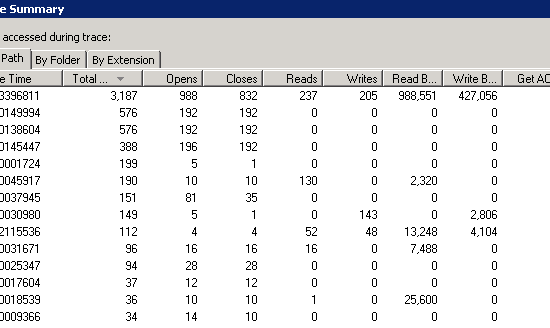 e Summary
accessed during trace:
Path By Folder By Extension
e Time Total ... Opens Closes Reads Writes Read B... Write B... Get AC
3396811 3,187 988 832 237 205 988,551 427,056
0149994 576 192 192 0 0 0 0
0138604 576 192 192 0 0 0 0
0145447 388 196 192 0 0 0 0
0001724 199 5 1 0 0 0 0
0045917 190 10 10 130 0 2,320 0
0037945 151 81 35 0 0 0 0
0030980 149 5 1 0 143 0 2,806
2115536 112 4 4 52 48 13,248 4,104
0031671 96 16 16 16 0 7,488 0
0025347 94 28 28 0 0 0 0
0017604 37 12 12 0 0 0 0
0018539 36 10 10 1 0 25,600 0
0009366 34 14 10 0 0 0 0